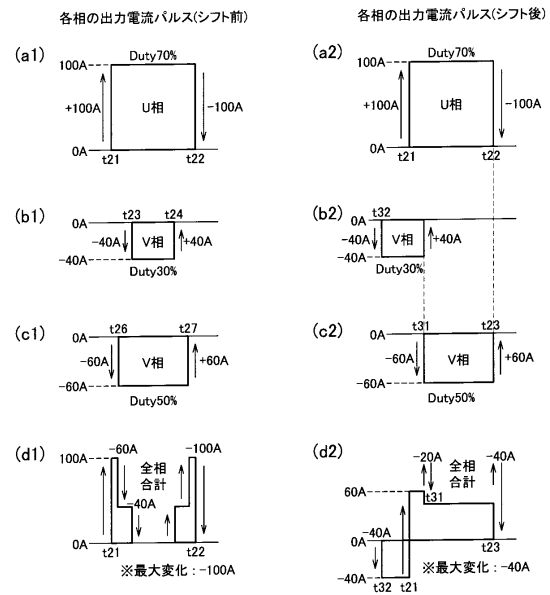 各相の出力電流パルス(シフト前)
(a1)
Duty70%
100A
+100A
U相
-100A
0A
t21
t22
(b1)
t23
t24
0A
-40A
V相
+40A
-40A
Duty30%
(c1)
t26
t27
0A
-60A
V相
+60A
-60A
Duty50%
(d1)
-60A
-100A
100A
全相
合計
-40A
0A
t21
t22
※最大変化：-100A
各相の出力電流パルス(シフト後)
(a2)
Duty70%
100A
+100A
U相
-100A
0A
t21
t22
(b2)
t32
0A
-40A
V相
+40A
-40A
Duty30%
(c2)
t31
t23
0A
-60A
V相
+60A
-60A
Duty50%
(d2)
-20A
-40A
全相
合計
60A
t31
-40A
0A
t23
-40A
※最大変化：-40A
t32
t21